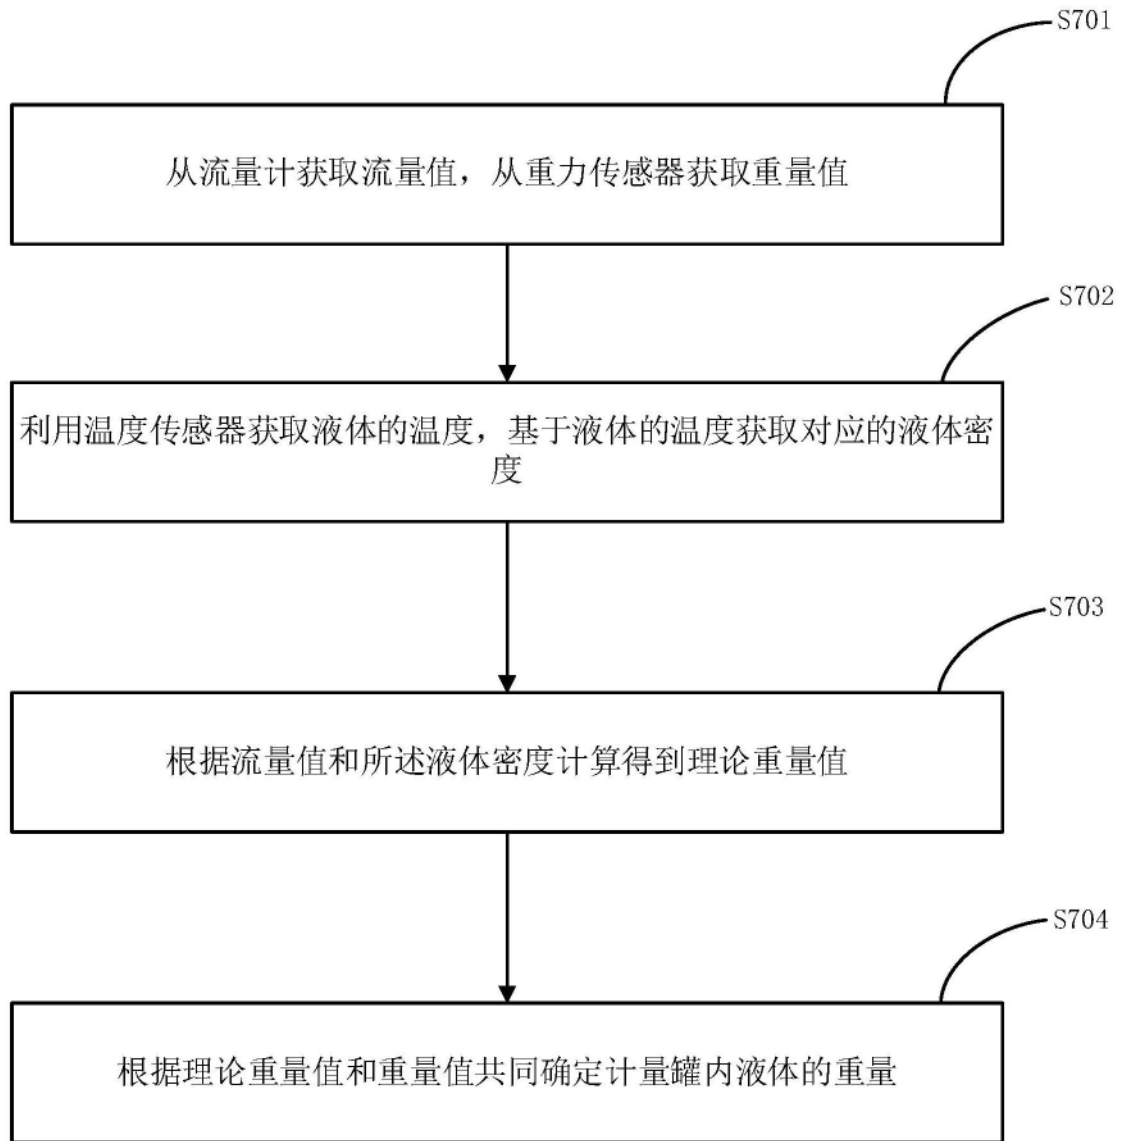 S701
从流量计获取流量值，从重力传感器获取重量值
S702
利用温度传感器获取液体的温度，基于液体的温度获取对应的液体密
度
S703
根据流量值和所述液体密度计算得到理论重量值
S704
根据理论重量值和重量值共同确定计量罐内液体的重量